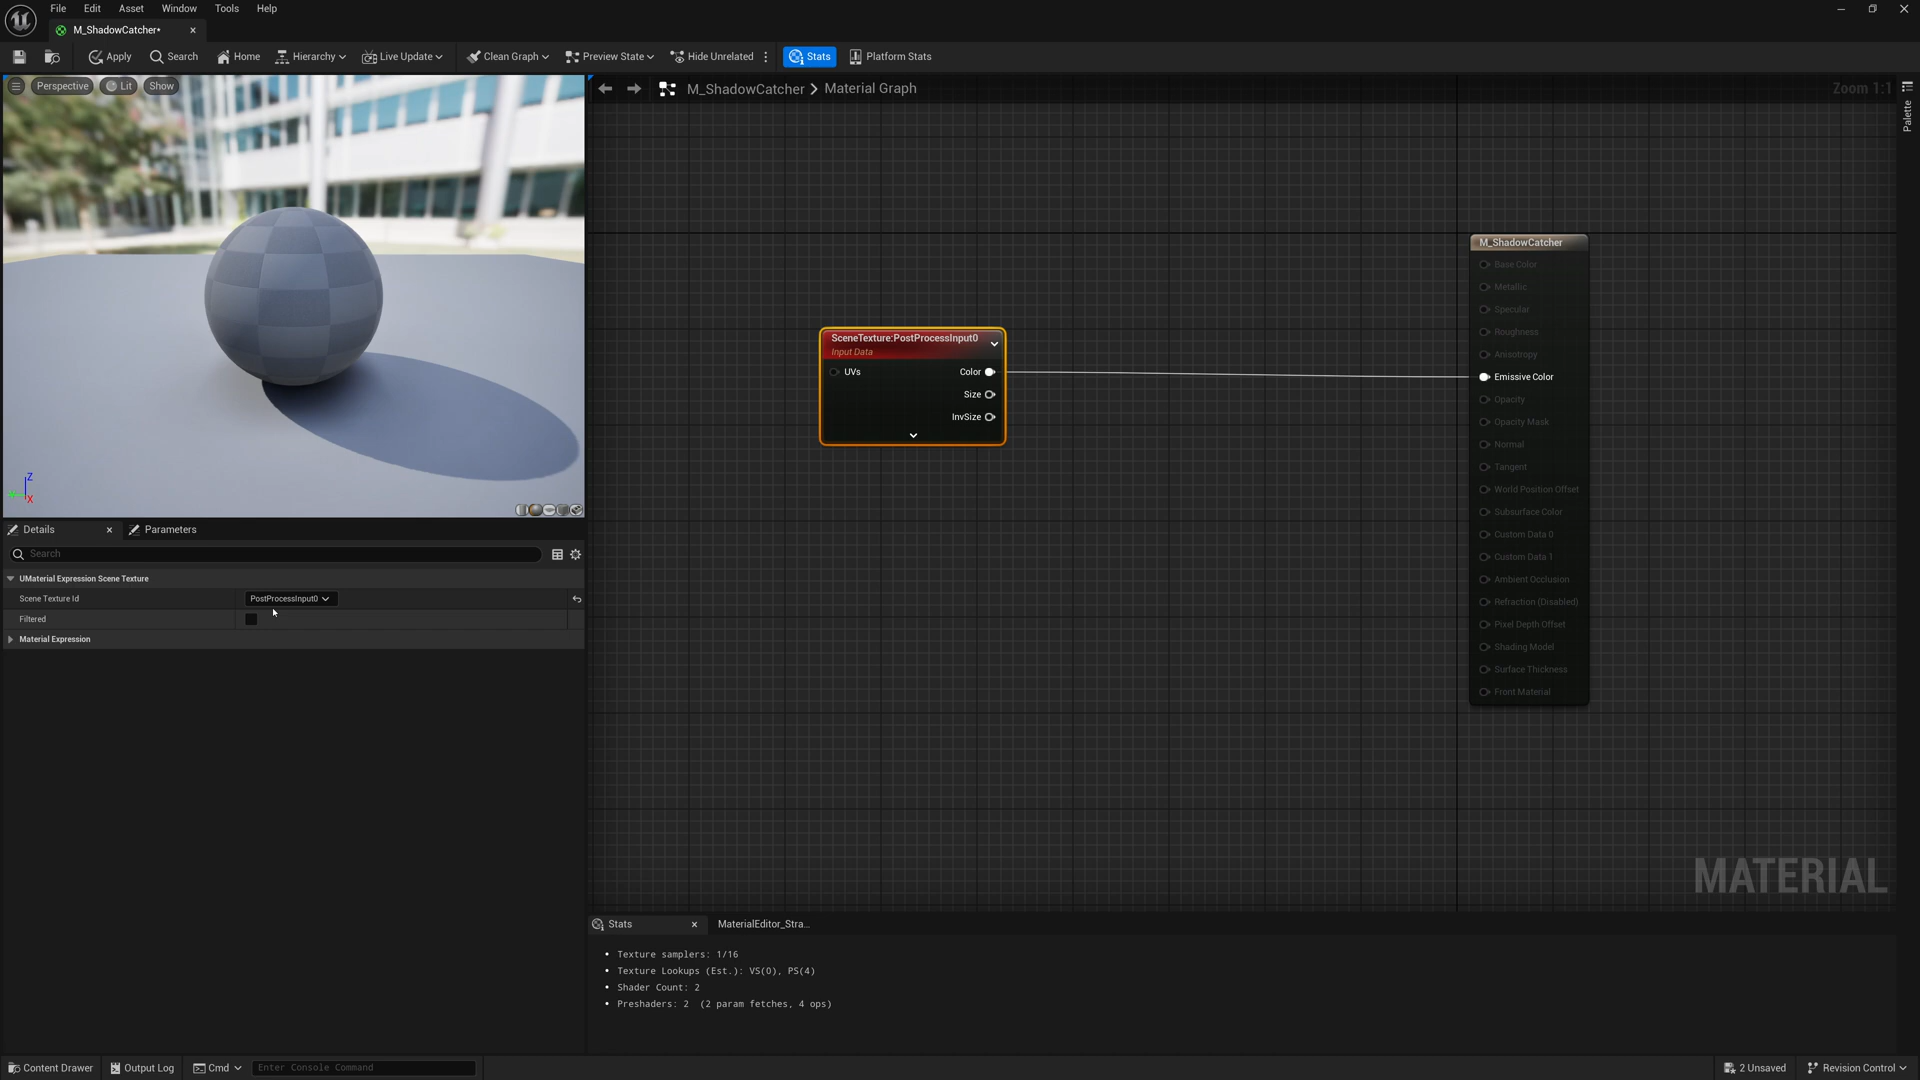 File Edit Asset Window Tools Help
M_ShadowCatcher*
Apply Search Home Hierarchy Live Update Clean Graph Preview State Hide Unrelated Stats Platform Stats
Perspective Lit Show
M_ShadowCatcher > Material Graph
Zoom 1:1
Palette
M_ShadowCatcher
Base Color
Metallic
Specular
Roughness
Anisotropy
Emissive Color
Opacity
Opacity Mask
Normal
Tangent
World Position Offset
Subsurface Color
Custom Data 0
Custom Data 1
Ambient Occlusion
Refraction (Disabled)
Pixel Depth Offset
Shading Model
Surface Thickness
Front Material
SceneTexture:PostProcessInput0
Input Data
UVs Color
Size
InvSize
Z
X
Details Parameters
Search
UMaterial Expression Scene Texture
Scene Texture Id PostProcessInput0
Filtered
Material Expression
MATERIAL
Stats MaterialEditor_Stra...
• Texture samplers: 1/16
• Texture Lookups (Est.): VS(0), PS(4)
• Shader Count: 2
• Preshaders: 2 (2 param fetches, 4 ops)
Content Drawer Output Log Cmd Enter Console Command 2 Unsaved Revision Control